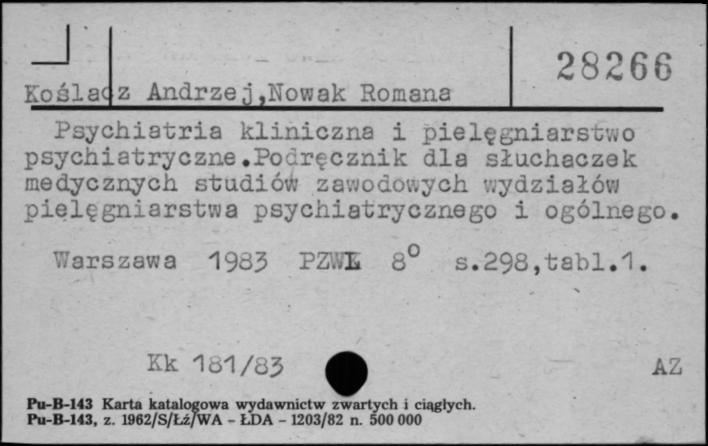 28266
Koślacz Andrzej,Nowak Romana
Psychiatria kliniczna i pielęgniarstwo
psychiatryczne.Podręcznik dla słuchaczek
medycznych studiów zawodowych wydziałów
pielęgniarstwa psychiatrycznego i ogólnego.
Warszawa 1983 PZWL 8° s.298,tabl.1.
Kk 181/83
AZ
Pu-B-143 Karta katalogowa wydawnictw zwartych i ciągłych.
Pu-B-143, z. 1962/S/Łź/WA - ŁDA - 1203/82 n. 500 000